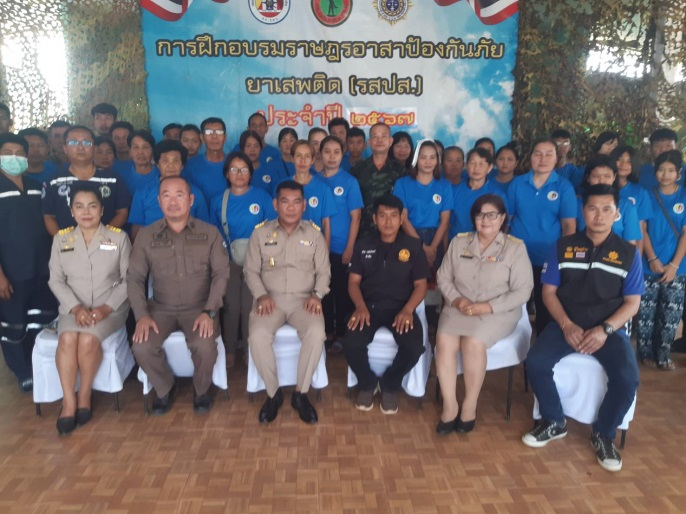 การฝึกอบรมราษฎรอาสาป้องกันภัย
ยาเสพติด (รสปส.)
ประจำปี ๒๕๖๗